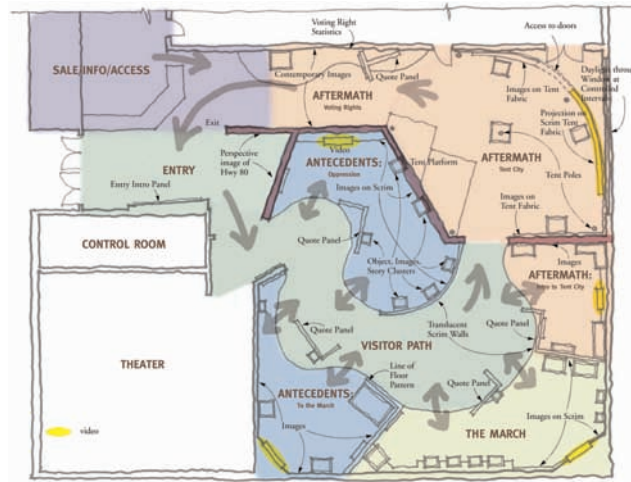 Voting Right
Statistics
Access to doors
SALE/INFO/ACCESS
Contemporary Images
Quote Panel
Images on Tent
Fabric
Daylight throu
Window at
Controlled
Interval
AFTERMATH
Voting Rights
Projection on
Scrim Tent
Fabric
Exit
Video
ANTECEDENTS:
Oppression
Tent Platform
AFTERMATH
Tent City
ENTRY
Perspective
image of
Hwy 80
Images on Scrim
Tent Poles
Entry Intro Panel
Images on
Tent Fabric
CONTROL ROOM
Quote Panel
Object, Images,
Story Clusters
Images
AFTERMATH:
Intro to Tent City
Translucent
Scrim Walls
Quote Panel
Quote Panel
VISITOR PATH
THEATER
Line of
Floor
Pattern
ANTECEDENTS:
To the March
Quote Panel
Images on Scrim
video
Images
THE MARCH